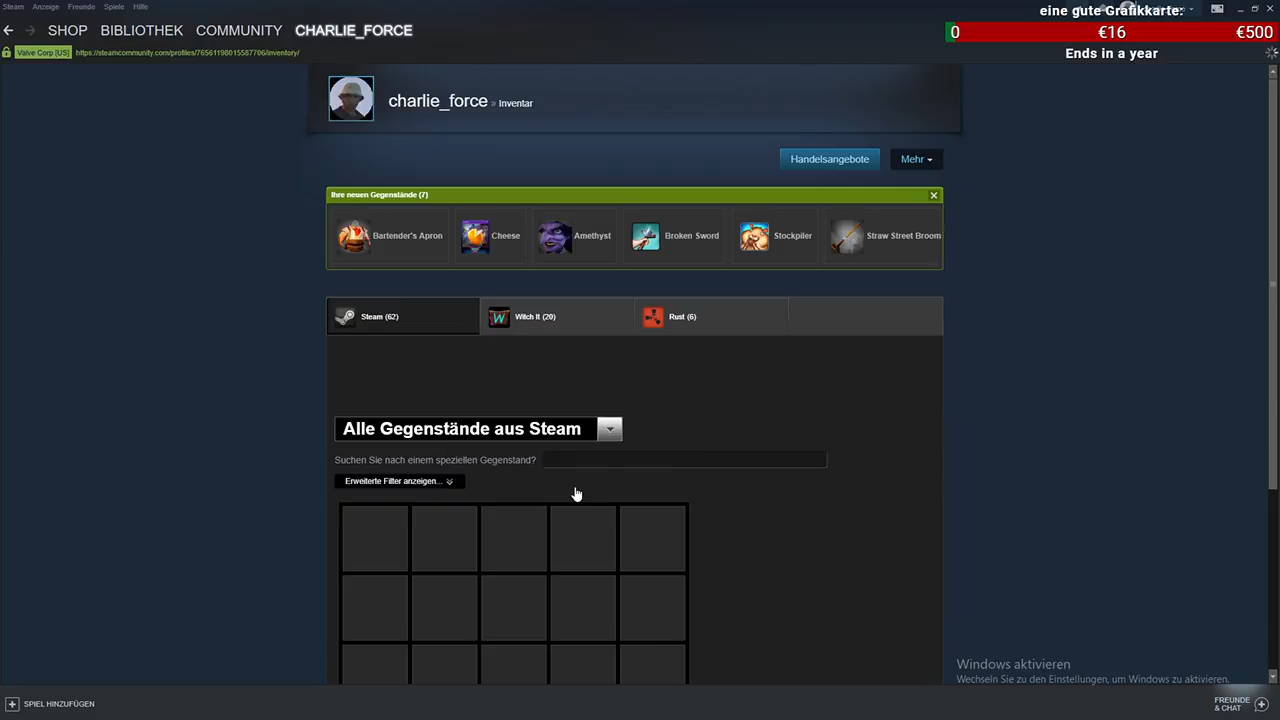 Steam Anzeige Freunde Spiele Hilfe
eine gute Grafikkarte:
SHOP BIBLIOTHEK COMMUNITY CHARLIE_FORCE
0 €16 €500
Valve Corp [US] https://steamcommunity.com/profiles/76561198015587706/inventory/
Ends in a year
charlie_force » Inventar
Handelsangebote Mehr
Ihre neuen Gegenstände (7)
Bartender's Apron Cheese Amethyst Broken Sword Stockpiler Straw Street Broom
Steam (62) Witch It (20) Rust (6)
Alle Gegenstände aus Steam
Suchen Sie nach einem speziellen Gegenstand?
Erweiterte Filter anzeigen...
Windows aktivieren
Wechseln Sie zu den Einstellungen, um Windows zu aktivieren.
SPIEL HINZUFÜGEN
FREUNDE
& CHAT